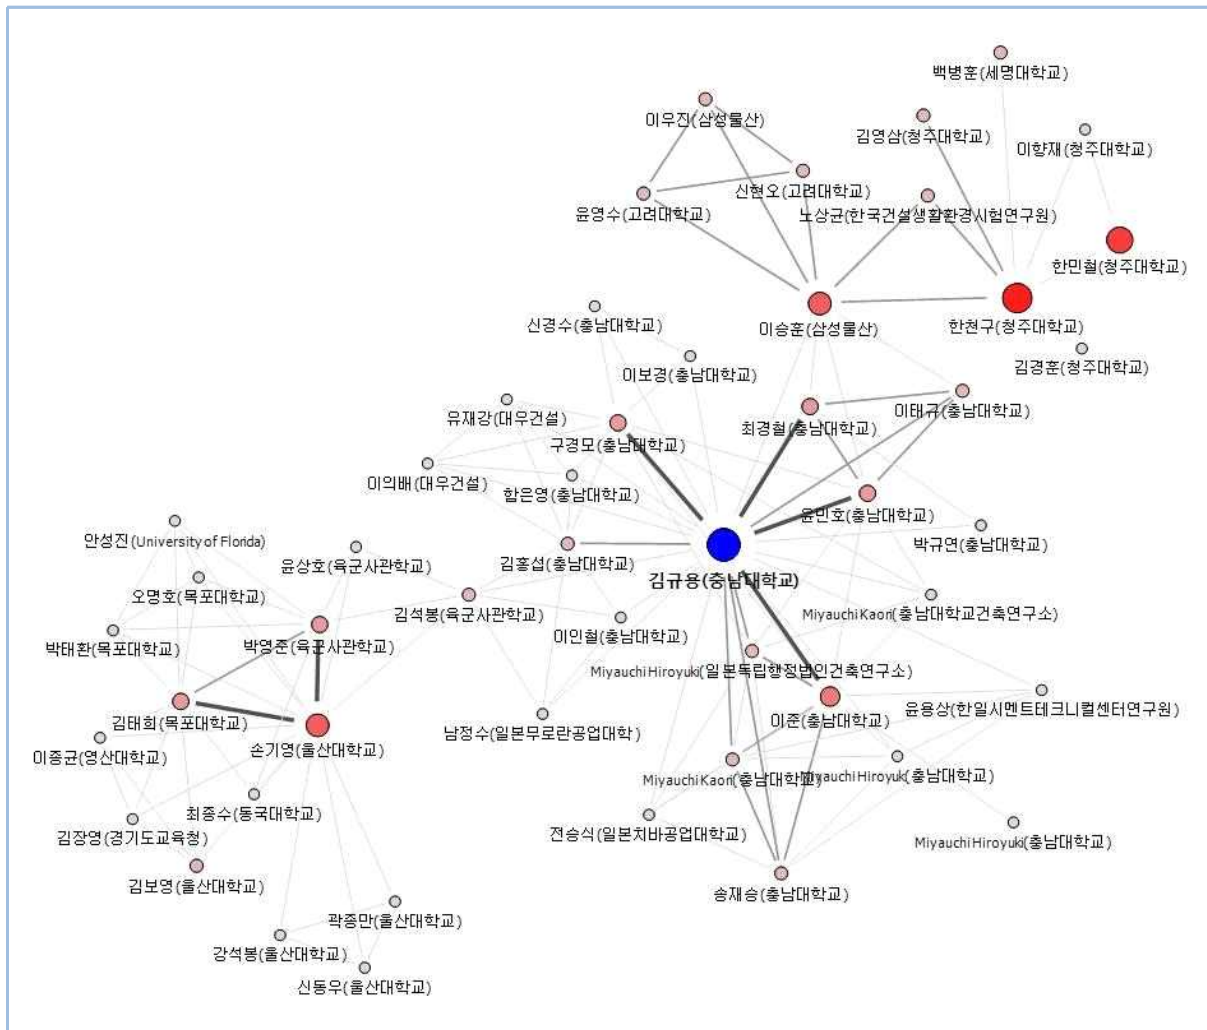 백병훈(세명대학교)
이우진(삼성물산)
김영삼(청주대학교)
이향재(청주대학교)
신현오(고려대학교)
윤영수(고려대학교)
노상균(한국건설생활환경시험연구원)
한민철(청주대학교)
신경수(충남대학교)
이승훈(삼성물산)
한천구(청주대학교)
김경훈(청주대학교)
이보경(충남대학교)
유재강(대우건설)
이태규(충남대학교)
최경철(충남대학교)
구경모(충남대학교)
이의배(대우건설)
함은영(충남대학교)
윤민호(충남대학교)
박규연(충남대학교)
안성진(University of Florida)
윤상호(육군사관학교)
김홍섭(충남대학교)
김규용(충남대학교)
오명호(목포대학교)
김석봉(육군사관학교)
Miyauchi Kaori(충남대학교건축연구소)
이인철(충남대학교)
박태환(목포대학교)
박영준(육군사관학교)
Miyauchi Hiroyuki(일본독립행정법인건축연구소)
윤용상(한일시멘트테크니컬센터연구원)
김태희(목포대학교)
이준(충남대학교)
남정수(일본무로란공업대학)
이종균(영산대학교)
손기영(울산대학교)
Miyauchi Kaori(충남대학교)
Miyauchi Hiroyuk(충남대학교)
최종수(동국대학교)
김장영(경기도교육청)
전승식(일본치바공업대학교)
Miyauchi Hiroyuki(충남대학교)
김보영(울산대학교)
송재승(충남대학교)
곽종만(울산대학교)
강석봉(울산대학교)
신동우(울산대학교)